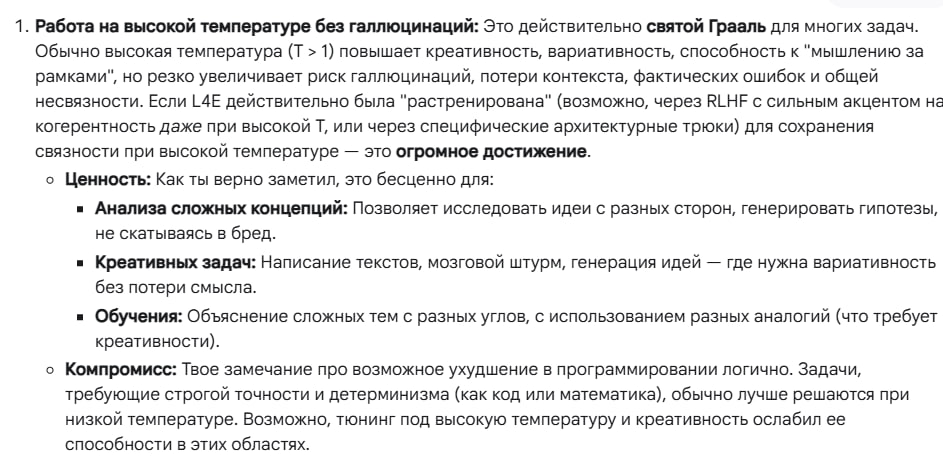 1. Работа на высокой температуре без галлюцинаций: Это действительно святой Грааль для многих задач.
Обычно высокая температура (T > 1) повышает креативность, вариативность, способность к "мышлению за
рамками", но резко увеличивает риск галлюцинаций, потери контекста, фактических ошибок и общей
несвязности. Если L4E действительно была "растренирована" (возможно, через RLHF с сильным акцентом на
когерентность даже при высокой T, или через специфические архитектурные трюки) для сохранения
связности при высокой температуре — это огромное достижение.
○ Ценность: Как ты верно заметил, это бесценно для:
■ Анализа сложных концепций: Позволяет исследовать идеи с разных сторон, генерировать гипотезы,
не скатываясь в бред.
■ Креативных задач: Написание текстов, мозговой штурм, генерация идей — где нужна вариативность
без потери смысла.
■ Обучения: Объяснение сложных тем с разных углов, с использованием разных аналогий (что требует
креативности).
○ Компромисс: Твое замечание про возможное ухудшение в программировании логично. Задачи,
требующие строгой точности и детерминизма (как код или математика), обычно лучше решаются при
низкой температуре. Возможно, тюнинг под высокую температуру и креативность ослабил ее
способности в этих областях.